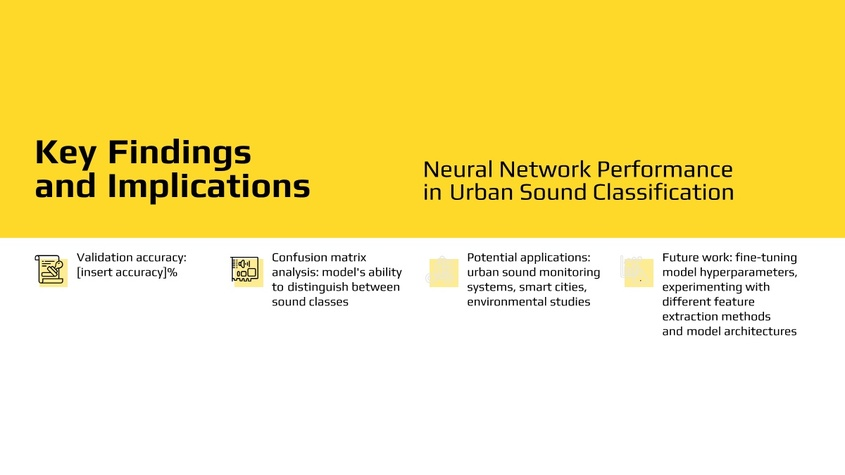 Key Findings
and Implications
Neural Network Performance
in Urban Sound Classification
Validation accuracy:
[insert accuracy]%
Confusion matrix
analysis: model's ability
to distinguish between
sound classes
Potential applications:
urban sound monitoring
systems, smart cities,
environmental studies
Future work: fine-tuning
model hyperparameters,
experimenting with
different feature
extraction methods
and model architectures